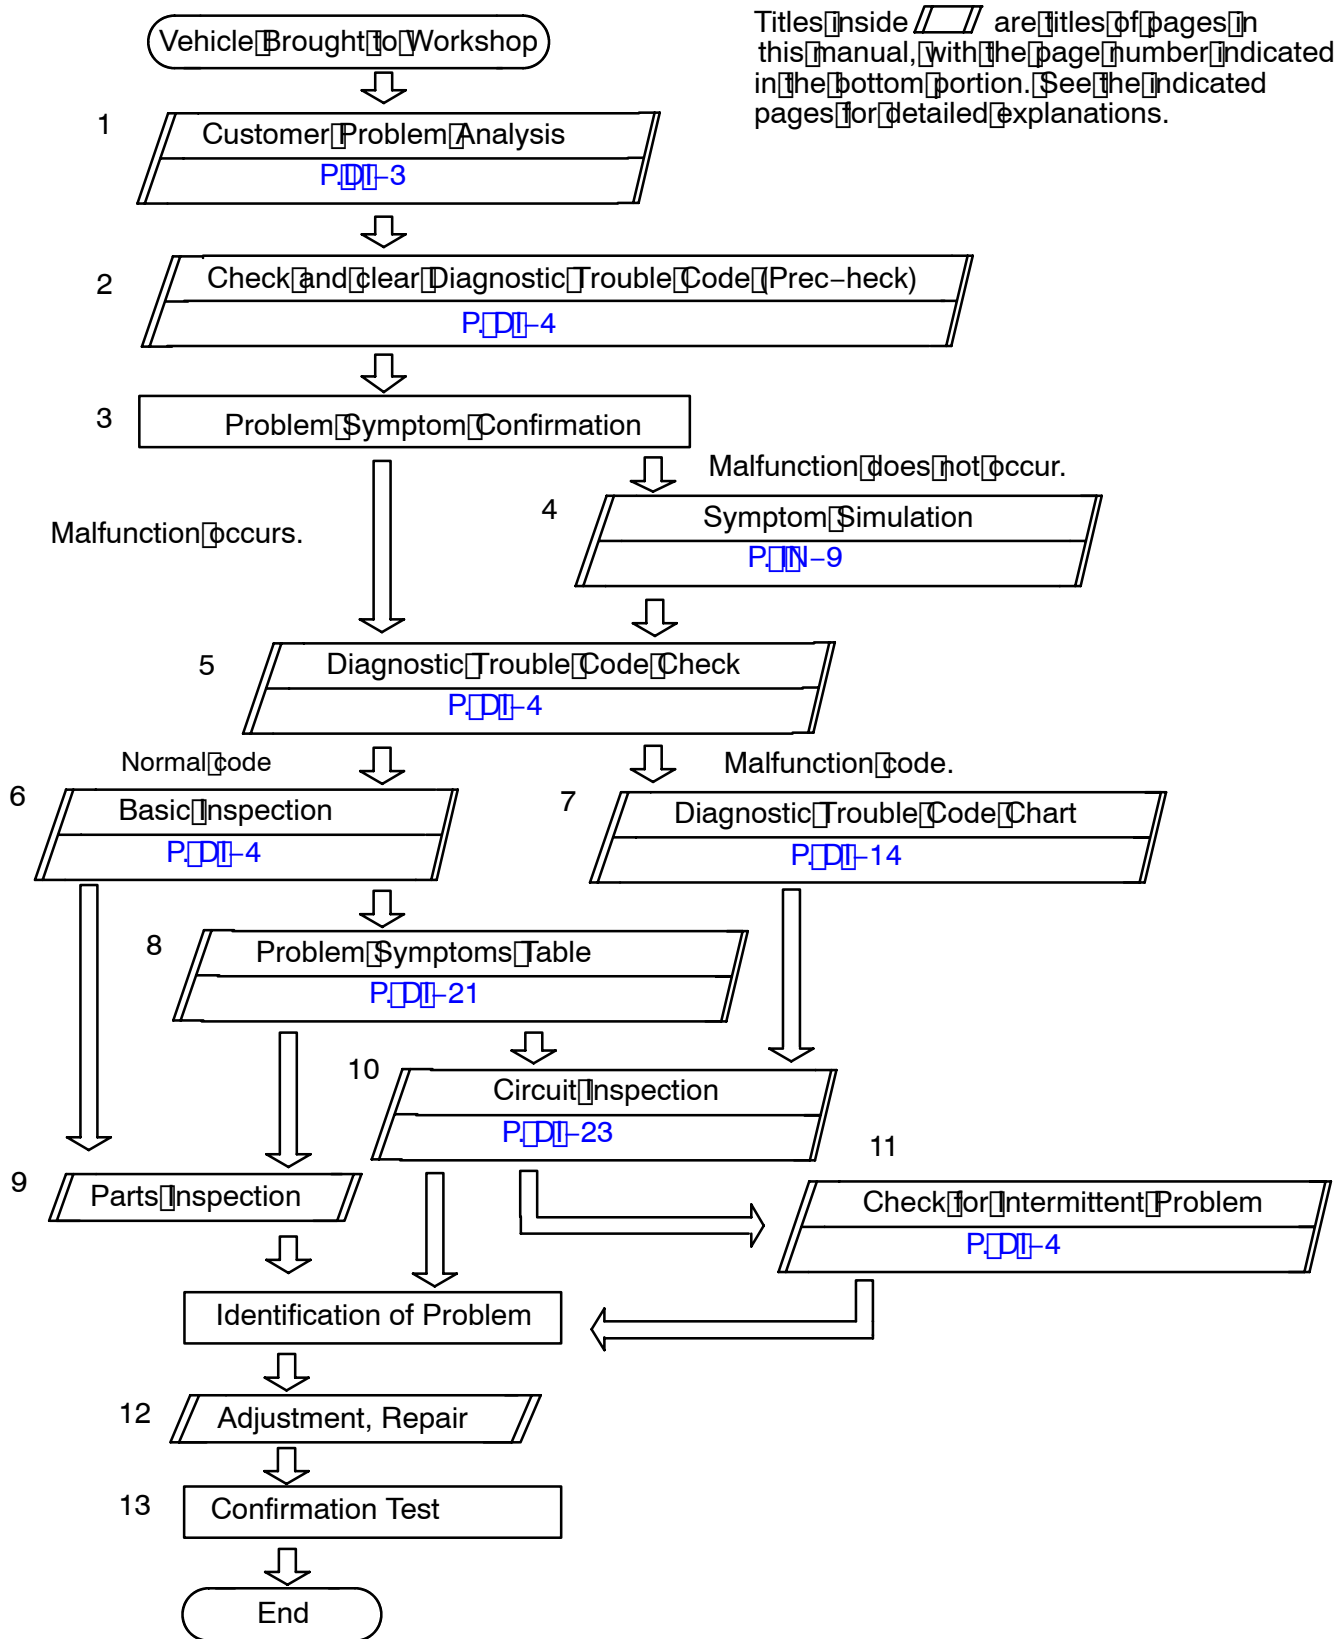 Vehicle Brought to Workshop
Titles inside are titles of pages in
this manual, with the page number indicated
in the bottom portion. See the indicated
pages for detailed explanations.
1
Customer Problem Analysis
P. DI–3
2
Check and clear Diagnostic Trouble Code (Prec–heck)
P. DI–4
3
Problem Symptom Confirmation
Malfunction does not occur.
Malfunction occurs.
4
Symptom Simulation
P. IN–9
5
Diagnostic Trouble Code Check
P. DI–4
Normal code
Malfunction code.
6
Basic Inspection
P. DI–4
7
Diagnostic Trouble Code Chart
P. DI–14
8
Problem Symptoms Table
P. DI–21
10
Circuit Inspection
P. DI–23
9
Parts Inspection
11
Check for Intermittent Problem
P. DI–4
Identification of Problem
12
Adjustment, Repair
13
Confirmation Test
End